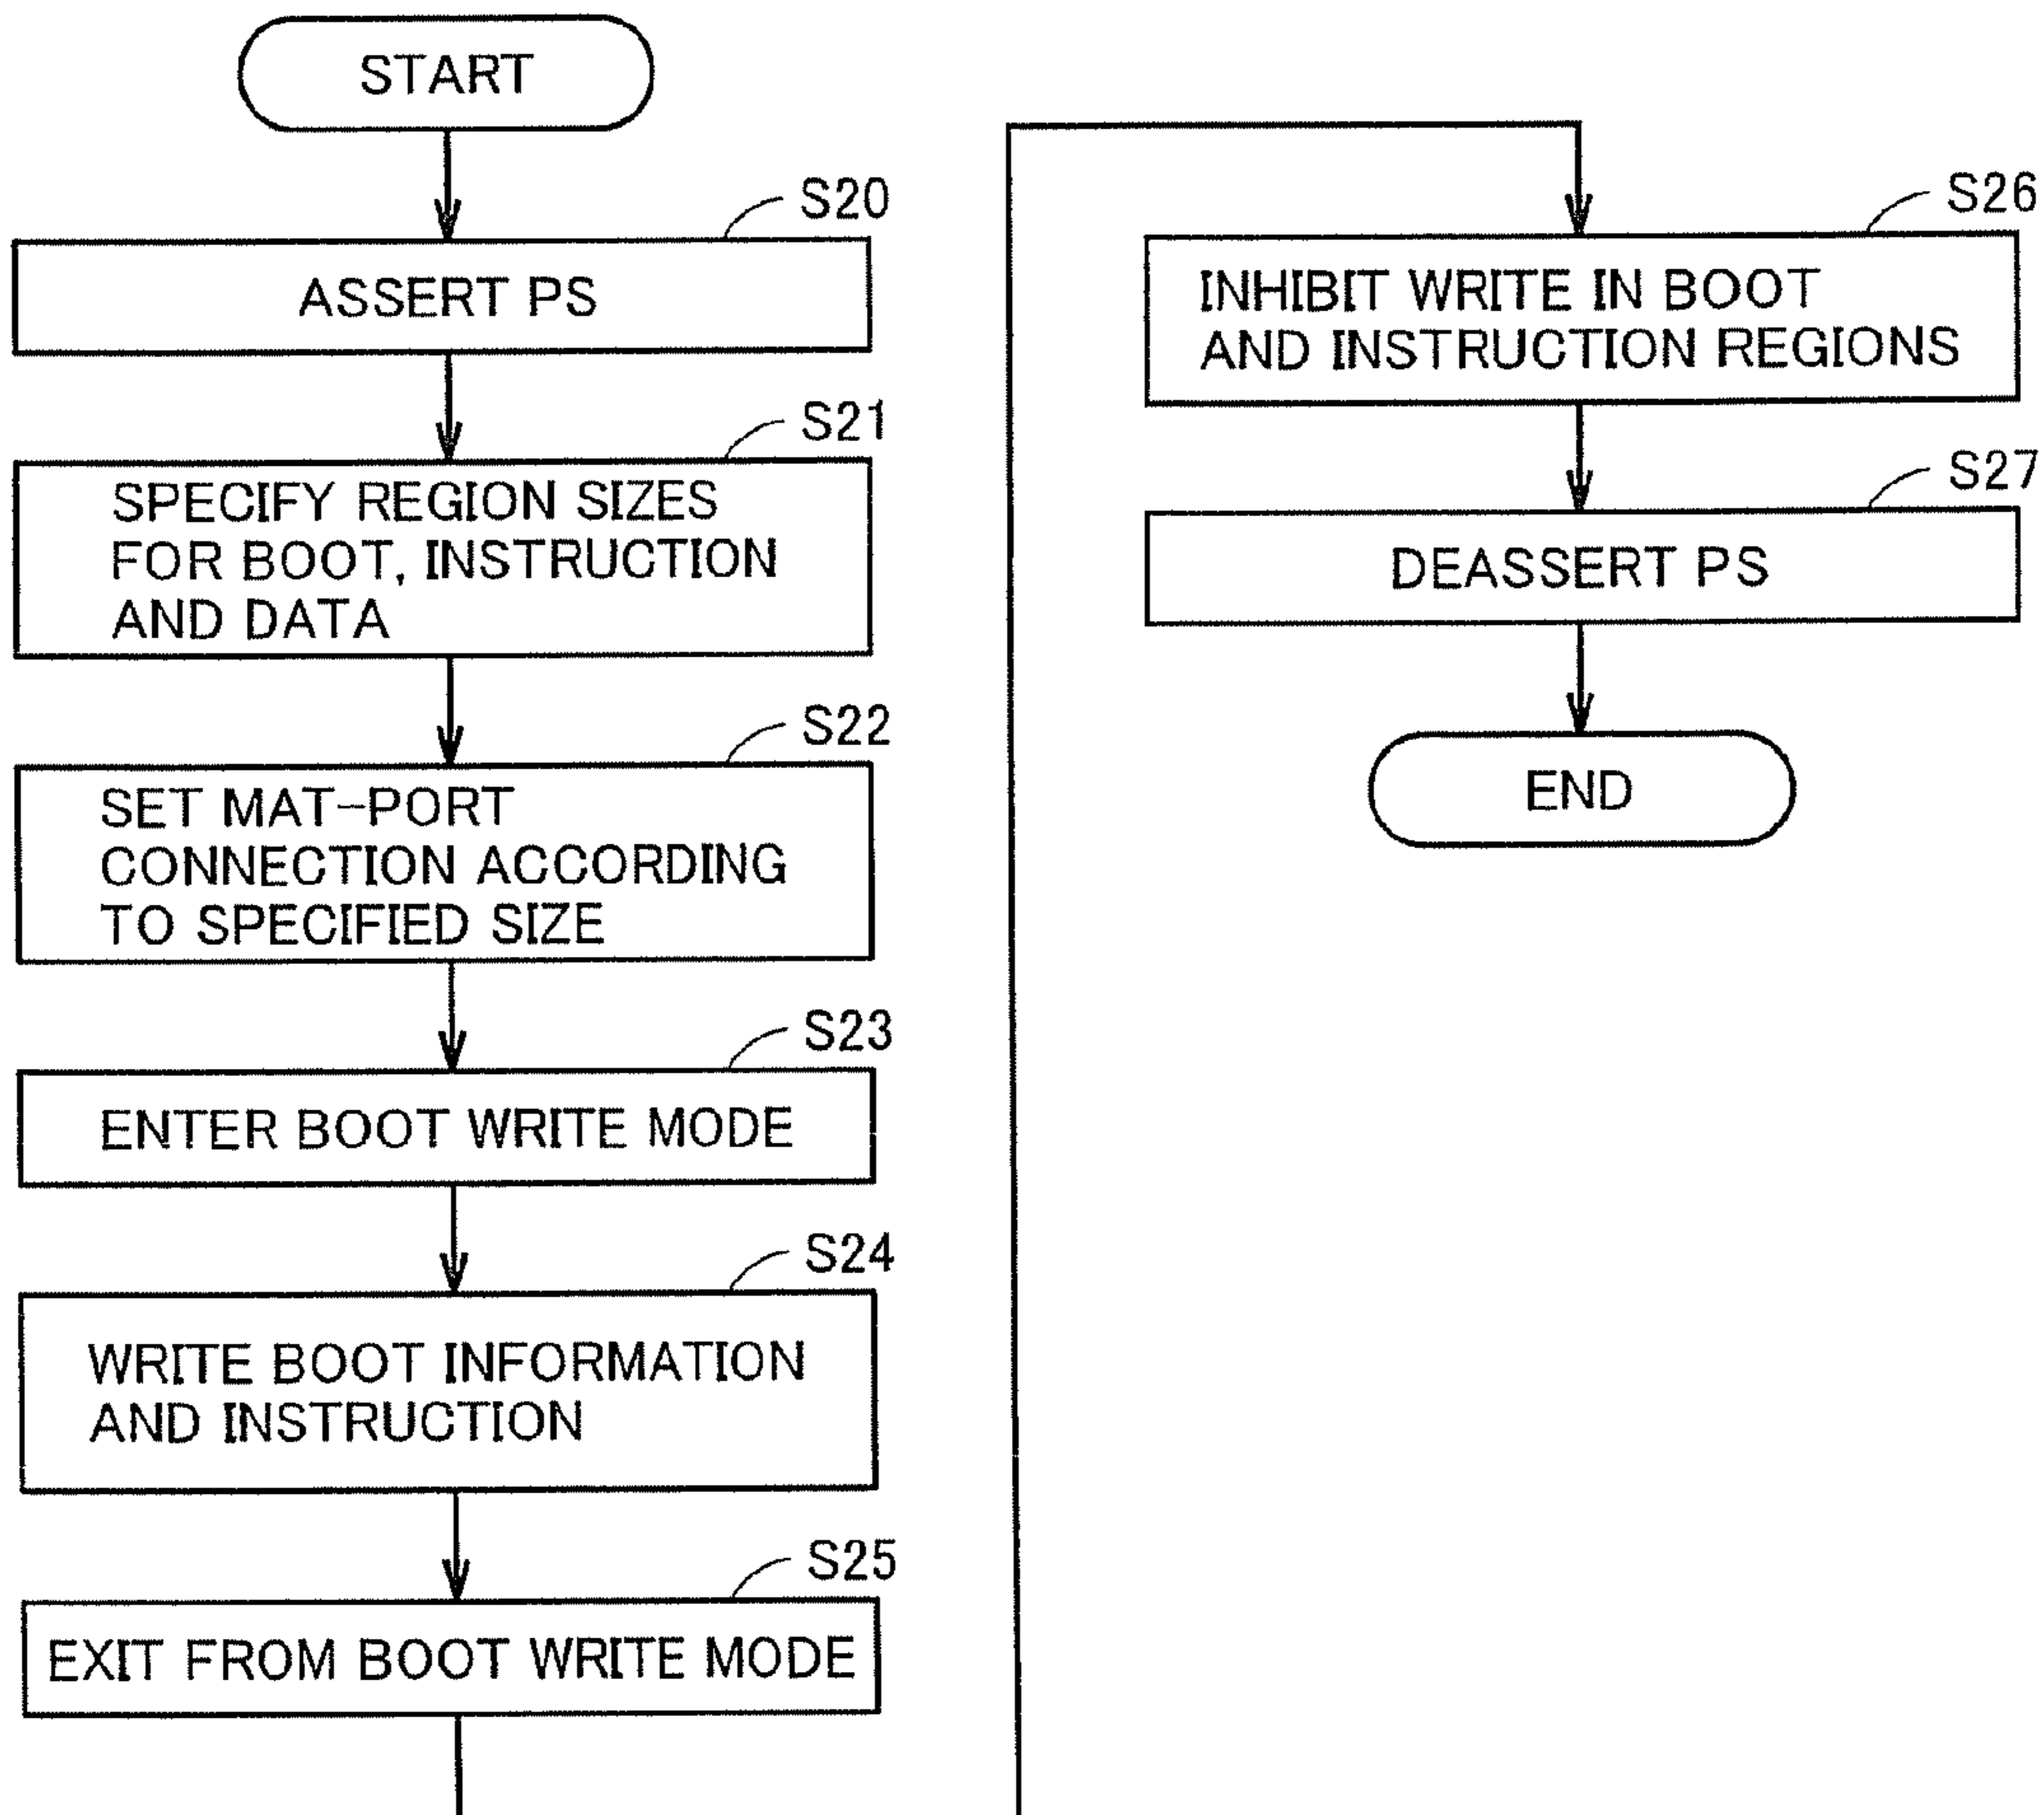 START
S20
ASSERT PS
S21
SPECIFY REGION SIZES
FOR BOOT, INSTRUCTION
AND DATA
S22
SET MAT-PORT
CONNECTION ACCORDING
TO SPECIFIED SIZE
S23
ENTER BOOT WRITE MODE
S24
WRITE BOOT INFORMATION
AND INSTRUCTION
S25
EXIT FROM BOOT WRITE MODE
S26
INHIBIT WRITE IN BOOT
AND INSTRUCTION REGIONS
S27
DEASSERT PS
END